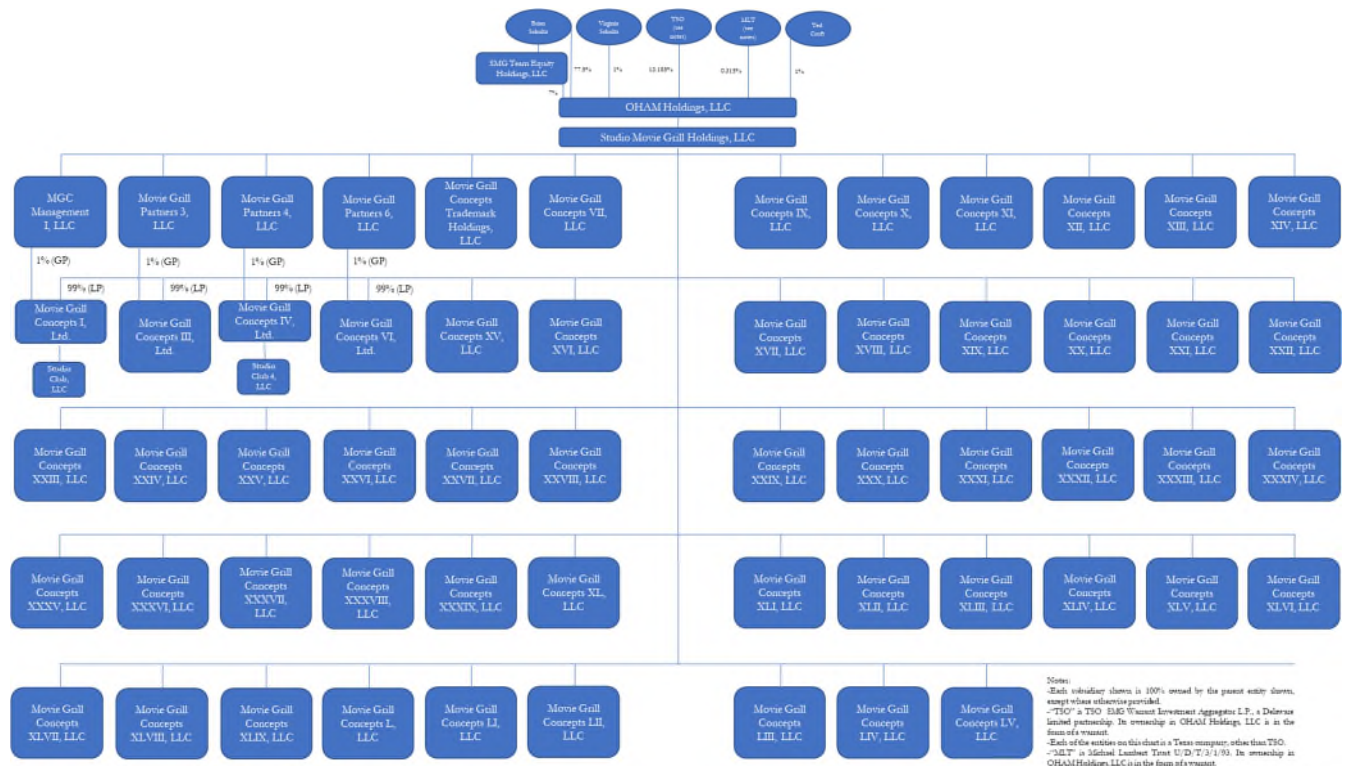 Brian
Schultz
Virginia
Schultz
TSO
(see
notes)
MLT
(see
notes)
Ted
Croft
SMG Team Equity
Holdings, LLC
1%
1%
7%
OHAM Holdings, LLC
Studio Movie Grill Holdings, LLC
MGC
Management
I, LLC
Movie Grill
Partners 3,
LLC
Movie Grill
Partners 4,
LLC
Movie Grill
Partners 6,
LLC
Movie Grill
Concepts
Trademark
Holdings,
LLC
Movie Grill
Concepts VII,
LLC
Movie Grill
Concepts IX,
LLC
Movie Grill
Concepts X,
LLC
Movie Grill
Concepts XI,
LLC
Movie Grill
Concepts
XII, LLC
Movie Grill
Concepts
XIII, LLC
Movie Grill
Concepts
XIV, LLC
1% (GP)
1% (GP)
1% (GP)
1% (GP)
99% (LP)
99% (LP)
99% (LP)
99% (LP)
Movie Grill
Concepts I,
Ltd.
Movie Grill
Concepts III,
Ltd.
Movie Grill
Concepts IV,
Ltd.
Movie Grill
Concepts VI,
Ltd.
Movie Grill
Concepts XV,
LLC
Movie Grill
Concepts
XVI, LLC
Movie Grill
Concepts
XVII, LLC
Movie Grill
Concepts
XVIII, LLC
Movie Grill
Concepts
XIX, LLC
Movie Grill
Concepts
XX, LLC
Movie Grill
Concepts
XXI, LLC
Movie Grill
Concepts
XXII, LLC
Studio
Club,
LLC
Studio
Club 4,
LLC
Movie Grill
Concepts
XXIII, LLC
Movie Grill
Concepts
XXIV, LLC
Movie Grill
Concepts
XXV, LLC
Movie Grill
Concepts
XXVI, LLC
Movie Grill
Concepts
XXVII, LLC
Movie Grill
Concepts
XXVIII, LLC
Movie Grill
Concepts
XXIX, LLC
Movie Grill
Concepts
XXX, LLC
Movie Grill
Concepts
XXXI, LLC
Movie Grill
Concepts
XXXII, LLC
Movie Grill
Concepts
XXXIII, LLC
Movie Grill
Concepts
XXXIV, LLC
Movie Grill
Concepts
XXXV, LLC
Movie Grill
Concepts
XXXVI, LLC
Movie Grill
Concepts
XXXVII,
LLC
Movie Grill
Concepts
XXXVIII,
LLC
Movie Grill
Concepts
XXXIX, LLC
Movie Grill
Concepts XL,
LLC
Movie Grill
Concepts
XLI, LLC
Movie Grill
Concepts
XLII, LLC
Movie Grill
Concepts
XLIII, LLC
Movie Grill
Concepts
XLIV, LLC
Movie Grill
Concepts
XLV, LLC
Movie Grill
Concepts
XLVI, LLC
Movie Grill
Concepts
XLVII, LLC
Movie Grill
Concepts
XLVIII, LLC
Movie Grill
Concepts
XLIX, LLC
Movie Grill
Concepts L,
LLC
Movie Grill
Concepts LI,
LLC
Movie Grill
Concepts LII,
LLC
Movie Grill
Concepts
LIII, LLC
Movie Grill
Concepts
LIV, LLC
Movie Grill
Concepts LV,
LLC
Notes:
-Each subsidiary shown is 100% owned by the parent entity shown,
except where otherwise provided.
-"TSO" is TSO SMG Warrant Investment Aggregator L.P., a Delaware
limited partnership. Its ownership in OHAM Holdings, LLC is in the
form of a warrant.
-Each of the entities on this chart is a Texas company, other than TSO.
-"MLT" is Michael Lambert Trust U/D/T/3/1/93. Its ownership in
OHAM Holdings, LLC is in the form of a warrant.